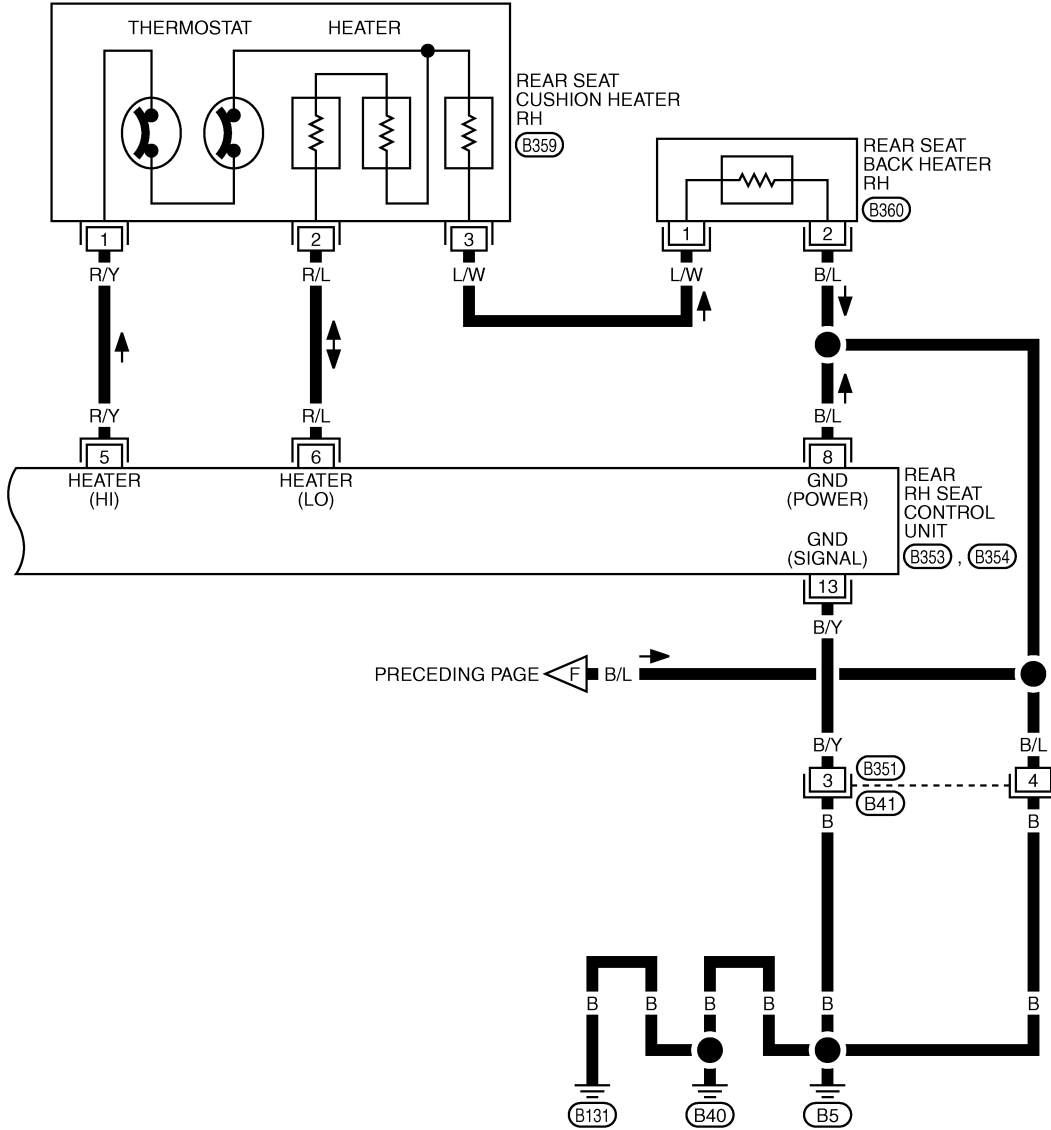 THERMOSTAT
HEATER
REAR SEAT
CUSHION HEATER
RH
B359
REAR SEAT
BACK HEATER
RH
B360
1
2
3
1
2
R/Y
R/L
L/W
L/W
B/L
R/Y
R/L
B/L
5
6
8
HEATER
(HI)
HEATER
(LO)
GND
(POWER)
REAR
RH SEAT
CONTROL
UNIT
B353 , B354
GND
(SIGNAL)
13
B/Y
PRECEDING PAGE
F
B/L
B/Y
B/L
3
B351
4
B41
B
B
B
B
B
B
B
B
B131
B40
B5